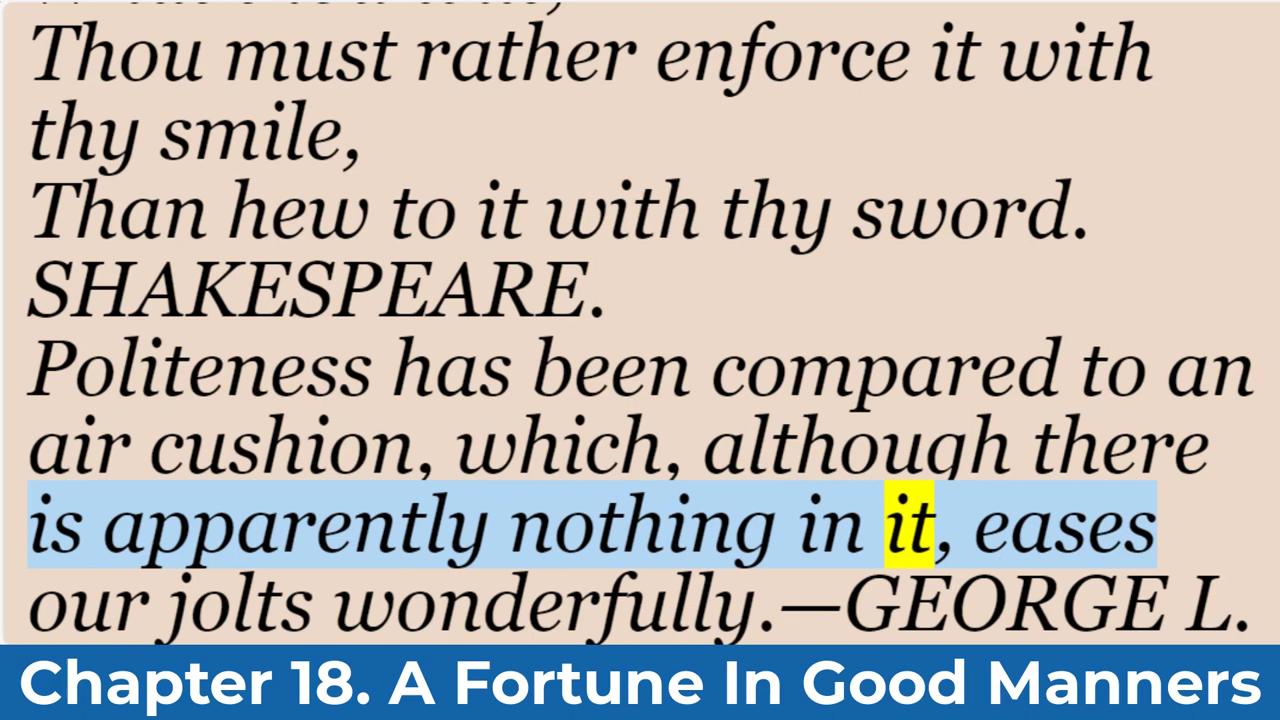 Thou must rather enforce it with
thy smile,
Than hew to it with thy sword.
SHAKESPEARE.
Politeness has been compared to an
air cushion, which, although there
is apparently nothing in it, eases
our jolts wonderfully.—GEORGE L.
Chapter 18. A Fortune In Good Manners